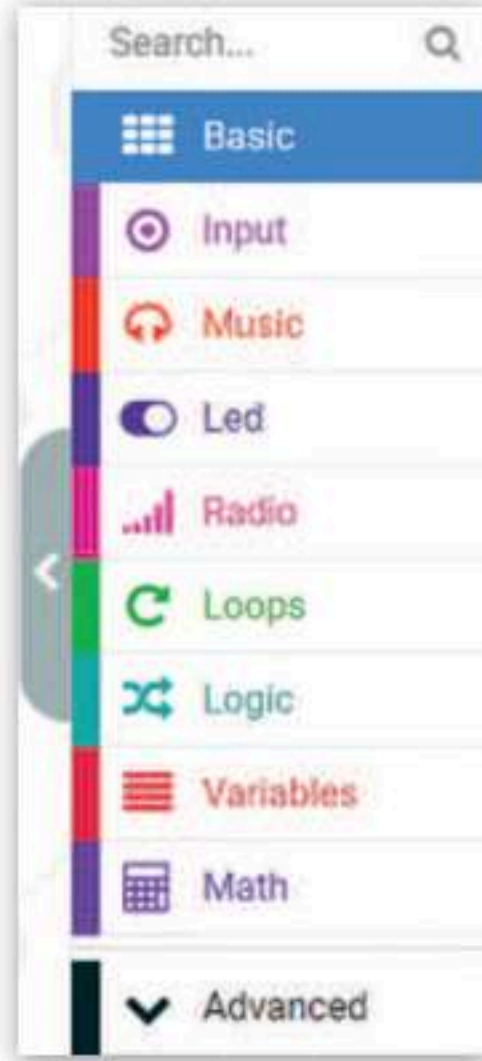 Search...
Basic
Input
Music
Led
Radio
Loops
Logic
Variables
Math
Advanced